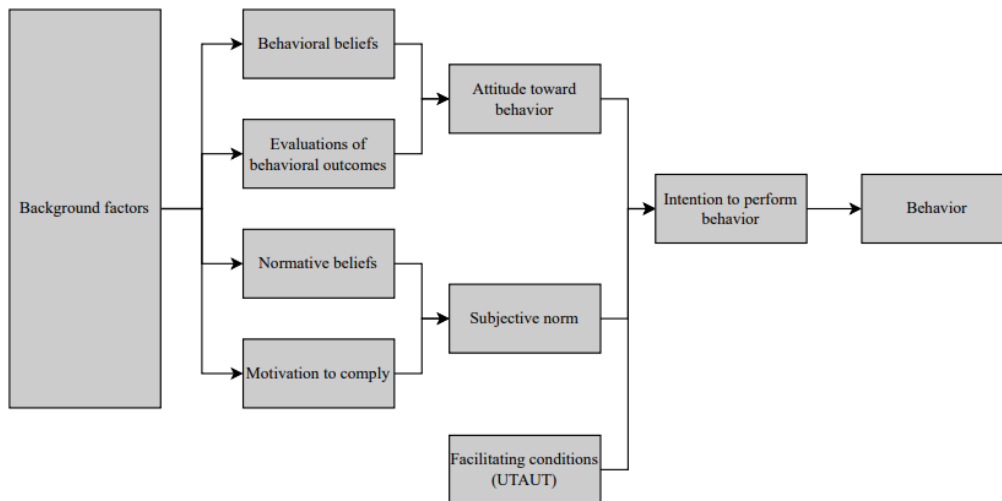 Background factors
Behavioral beliefs
Evaluations of
behavioral outcomes
Normative beliefs
Motivation to comply
Attitude toward
behavior
Subjective norm
Facilitating conditions
(UTAUT)
Intention to perform
behavior
Behavior